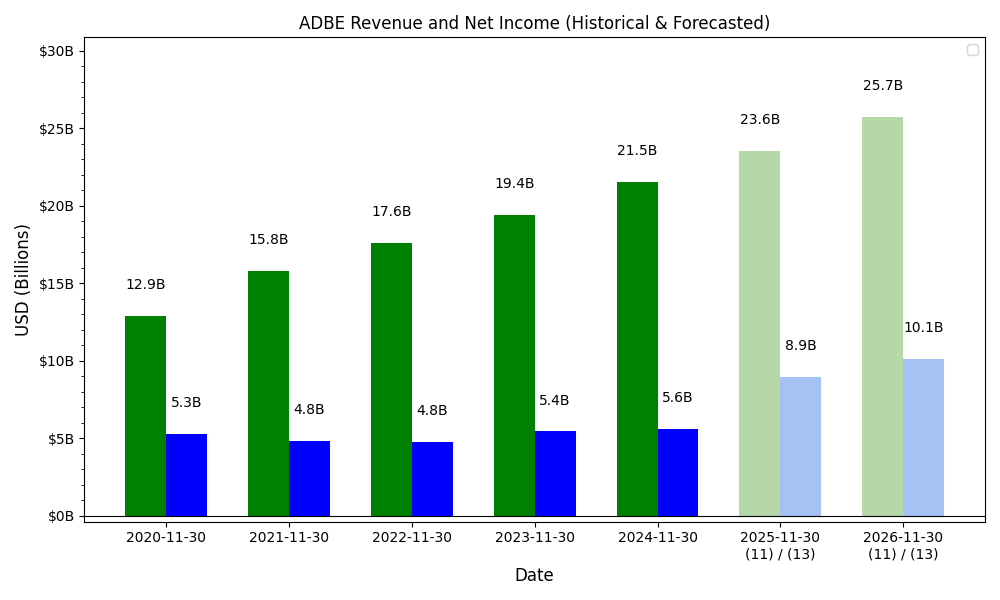 ADBE Revenue and Net Income (Historical & Forecasted)
$30B
$25B
$20B
$15B
$10B
$5B
$0B
USD (Billions)
12.9B
15.8B
17.6B
19.4B
21.5B
23.6B
25.7B
5.3B
4.8B
4.8B
5.4B
5.6B
8.9B
10.1B
2020-11-30
2021-11-30
2022-11-30
2023-11-30
2024-11-30
2025-11-30
(11) / (13)
2026-11-30
(11) / (13)
Date